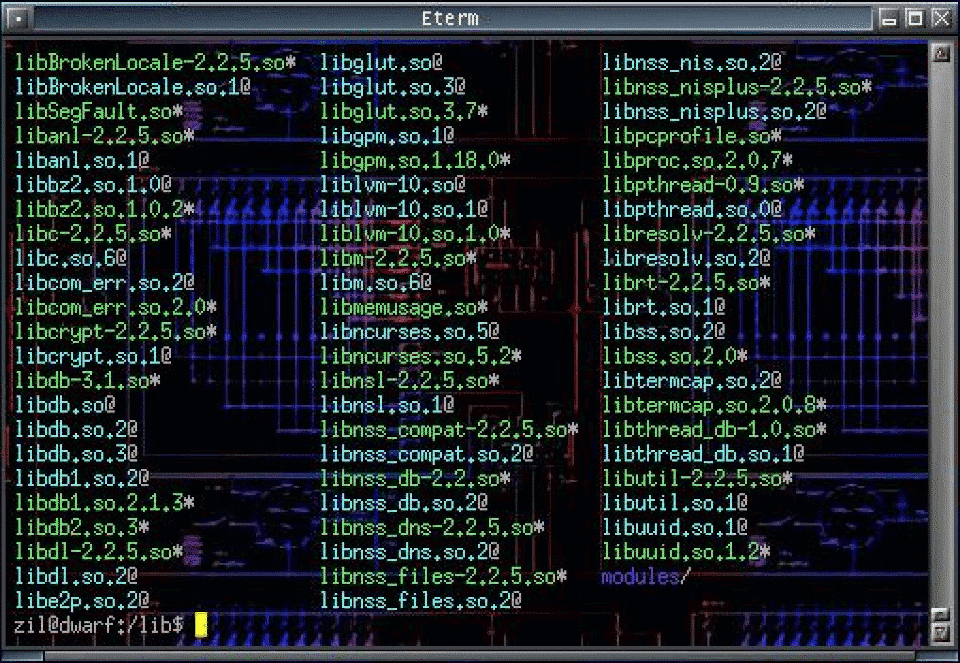 Eterm
libBrokenLocale-2.2.5.so* libglut.so@ libnss_nis.so.2@
libBrokenLocale.so.1@ libglut.so.3@ libnss_nisplus-2.2.5.so*
libSegFault.so* libglut.so.3.7* libnss_nisplus.so.2@
libanl-2.2.5.so* libgpm.so.1@ libpcprofile.so*
libanl.so.1@ libgpm.so.1.18.0* libproc.so.2.0.7*
libbz2.so.1.0@ liblvm-10.so@ libpthread-0.9.so*
libbz2.so.1.0.2* liblvm-10.so.1@ libpthread.so.0@
libc-2.2.5.so* liblvm-10.so.1.0* libresolv-2.2.5.so*
libc.so.6@ libm-2.2.5.so* libresolv.so.2@
libcom_err.so.2@ libm.so.6@ librt-2.2.5.so*
libcom_err.so.2.0* libmemusage.so* librt.so.1@
libcrypt-2.2.5.so* libncurses.so.5@ libss.so.2@
libcrypt.so.1@ libncurses.so.5.2* libss.so.2.0*
libdb-3.1.so* libnsl-2.2.5.so* libtermcap.so.2@
libdb.so@ libnsl.so.1@ libtermcap.so.2.0.8*
libdb.so.2@ libnss_compat-2.2.5.so* libthread_db-1.0.so*
libdb.so.3@ libnss_compat.so.2@ libthread_db.so.1@
libdb1.so.2@ libnss_db-2.2.so* libutil-2.2.5.so*
libdb1.so.2.1.3* libnss_db.so.2@ libutil.so.1@
libdb2.so.3* libnss_dns-2.2.5.so* libuuid.so.1@
libdl-2.2.5.so* libnss_dns.so.2@ libuuid.so.1.2*
libdl.so.2@ libnss_files-2.2.5.so* modules/
libe2p.so.2@ libnss_files.so.2@
zil@dwarf:/lib$